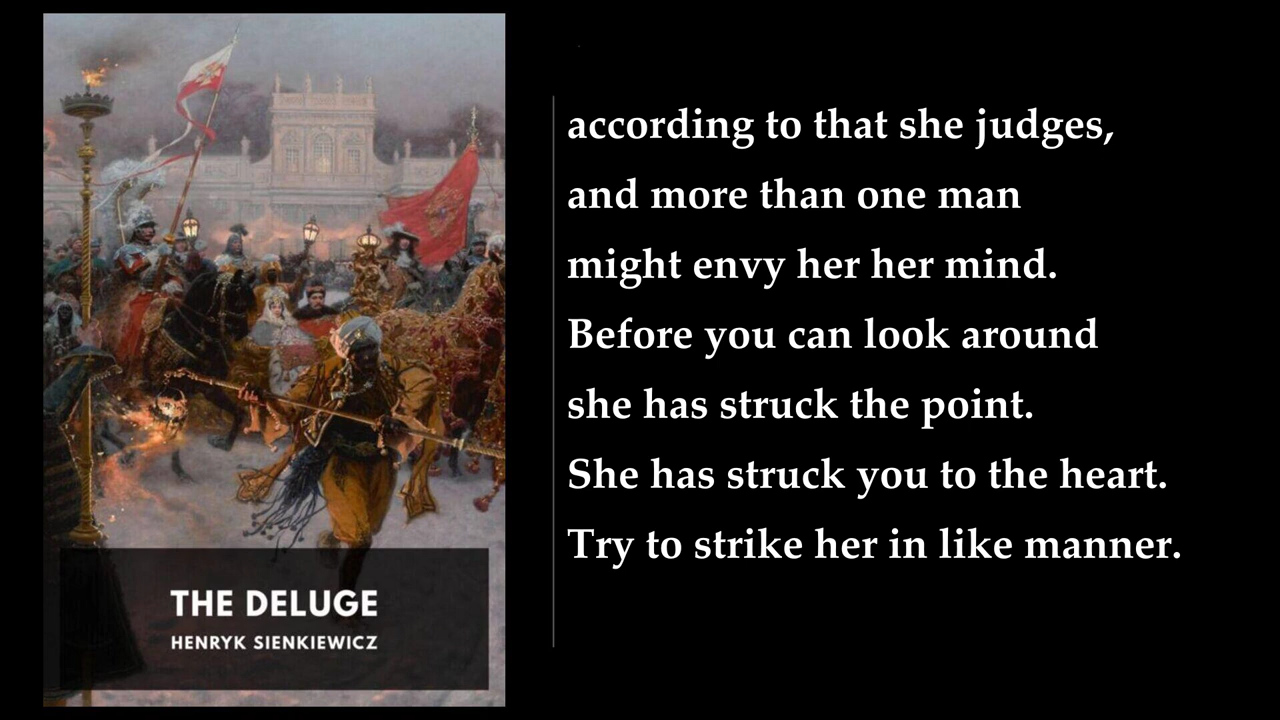 THE DELUGE
HENRYK SIENKIEWICZ
according to that she judges,
and more than one man
might envy her her mind.
Before you can look around
she has struck the point.
She has struck you to the heart.
Try to strike her in like manner.